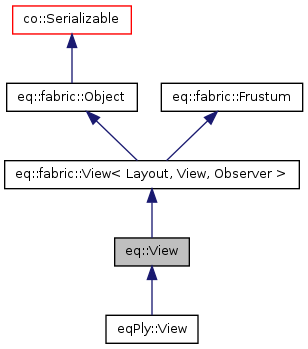 co::Serializable
eq::fabric::Object
eq::fabric::Frustum
eq::fabric::View< Layout, View, Observer >
eq::View
eqPly::View